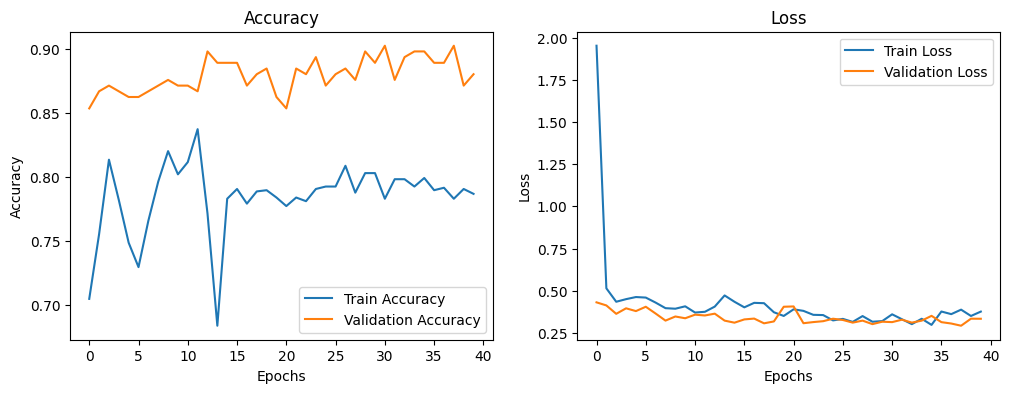 Accuracy
0.90
0.85
0.80
0.75
0.70
Accuracy
Train Accuracy
Validation Accuracy
0 5 10 15 20 25 30 35 40
Epochs
Loss
2.00
1.75
1.50
1.25
1.00
0.75
0.50
0.25
Loss
Train Loss
Validation Loss
0 5 10 15 20 25 30 35 40
Epochs